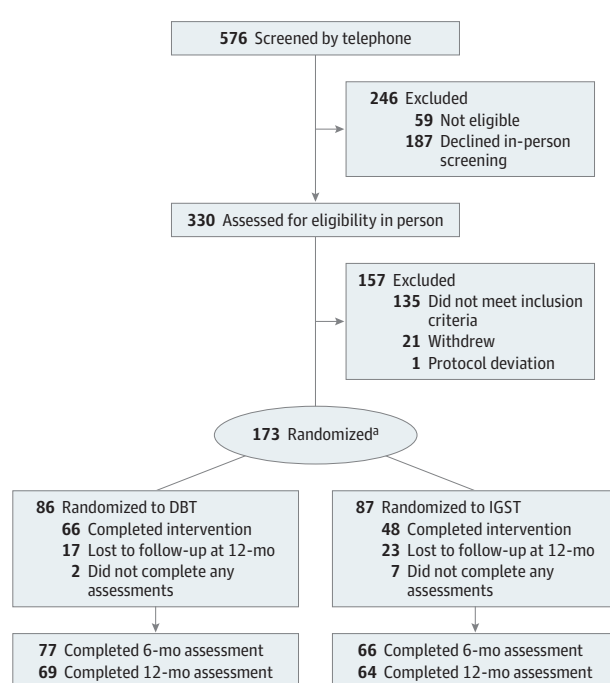 576 Screened by telephone
246 Excluded
59 Not eligible
187 Declined in-person
screening
330 Assessed for eligibility in person
157 Excluded
135 Did not meet inclusion
criteria
21 Withdrew
1 Protocol deviation
173 Randomizedᵃ
86 Randomized to DBT
66 Completed intervention
17 Lost to follow-up at 12-mo
2 Did not complete any
assessments
87 Randomized to IGST
48 Completed intervention
23 Lost to follow-up at 12-mo
7 Did not complete any
assessments
77 Completed 6-mo assessment
69 Completed 12-mo assessment
66 Completed 6-mo assessment
64 Completed 12-mo assessment